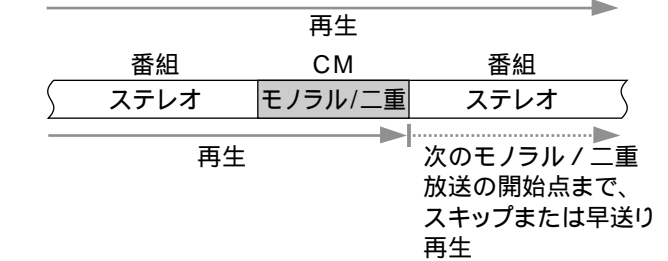 再生
番組 CM 番組
ステレオ モノラル/二重 ステレオ
再生
次のモノラル / 二重
放送の開始点まで、
スキップまたは早送り
再生